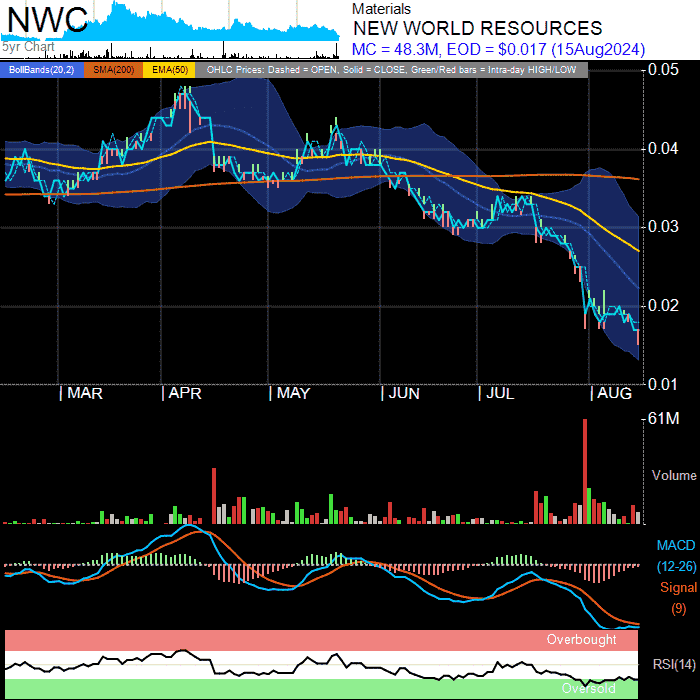 NWC
5yr Chart
Materials
NEW WORLD RESOURCES
MC = 48.3M, EOD = $0.017 (15Aug2024)
BollBands(20,2) SMA(200) EMA(50) OHLC Prices: Dashed = OPEN, Solid = CLOSE, Green/Red bars = Intra-day HIGH/LOW
0.05
0.04
0.03
0.02
0.01
| MAR | APR | MAY | JUN | JUL | AUG
61M
Volume
MACD
(12-26)
Signal
(9)
Overbought
RSI(14)
Oversold